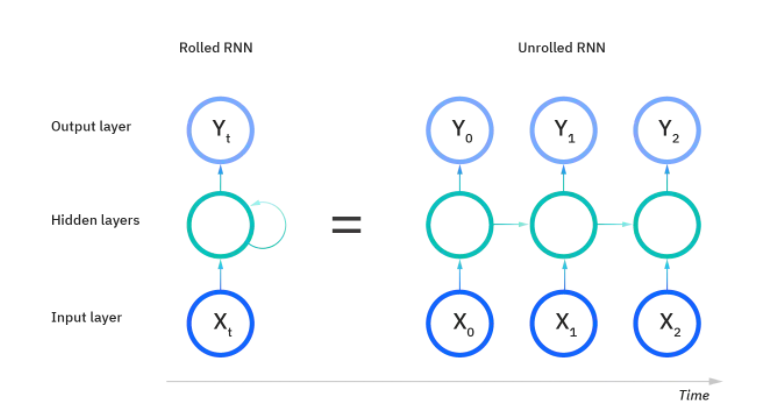 Rolled RNN
Unrolled RNN
Output layer
Yt
Y0
Y1
Y2
Hidden layers
=
Input layer
Xt
X0
X1
X2
Time